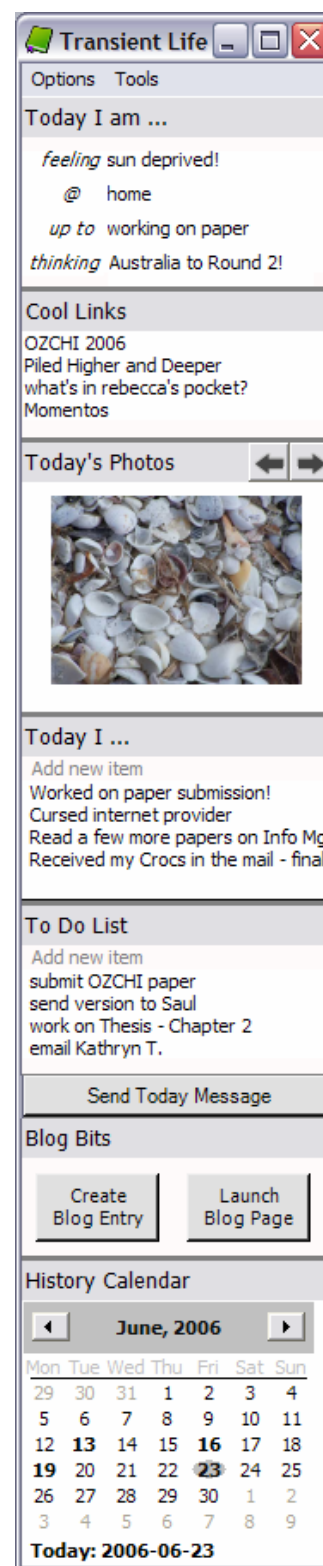 Transient Life
Options Tools
Today I am ...
feeling sun deprived!
@ home
up to working on paper
thinking Australia to Round 2!
Cool Links
OZCHI 2006
Piled Higher and Deeper
what's in rebecca's pocket?
Momentos
Today's Photos
Today I ...
Add new item
Worked on paper submission!
Cursed internet provider
Read a few more papers on Info Mg
Received my Crocs in the mail - final
To Do List
Add new item
submit OZCHI paper
send version to Saul
work on Thesis - Chapter 2
email Kathryn T.
Send Today Message
Blog Bits
Create
Blog Entry
Launch
Blog Page
History Calendar
June, 2006
Mon Tue Wed Thu Fri Sat Sun
29 30 31 1 2 3 4
5 6 7 8 9 10 11
12 13 14 15 16 17 18
19 20 21 22 23 24 25
26 27 28 29 30 1 2
3 4 5 6 7 8 9
Today: 2006-06-23